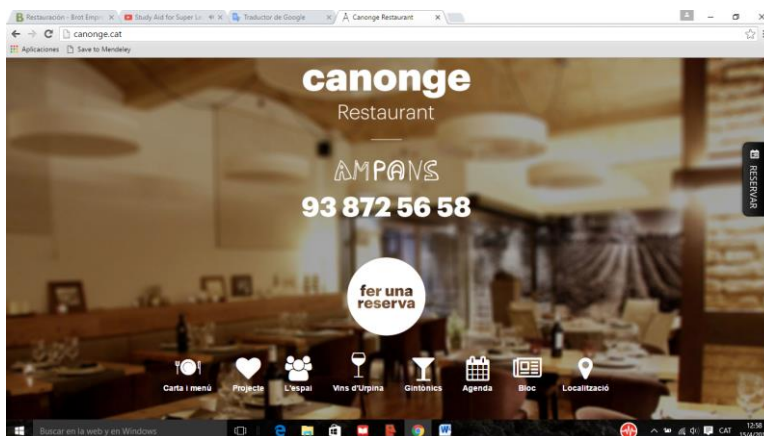 Restauración - Brot Empr
Study Aid for Super Le
Traductor de Google
Canonge Restaurant
canonge.cat
Aplicaciones
Save to Mendeley
canonge
Restaurant
AMPANS
93 872 56 58
RESERVAR
fer una
reserva
Carta i menú
Projecte
L'espai
Vins d'Urpina
Gintònics
Agenda
Bloc
Localització
Buscar en la web y en Windows
CAT
12:58